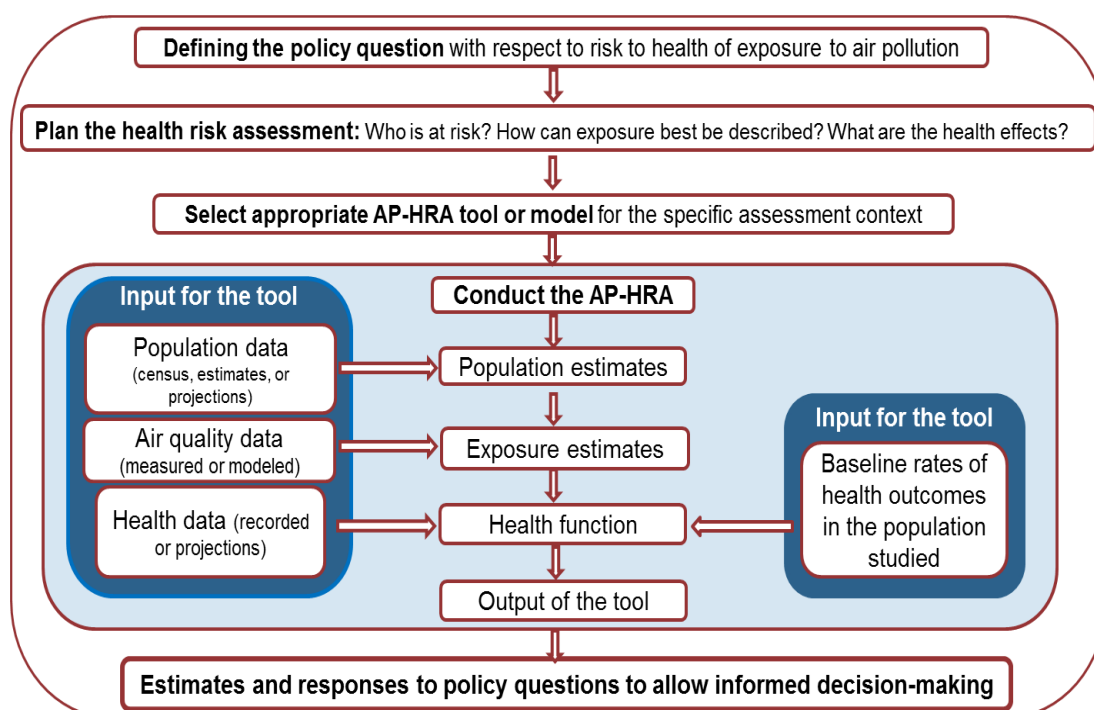 Defining the policy question with respect to risk to health of exposure to air pollution
Plan the health risk assessment: Who is at risk? How can exposure best be described? What are the health effects?
Select appropriate AP-HRA tool or model for the specific assessment context
Input for the tool
Population data
(census, estimates, or
projections)
Air quality data
(measured or modeled)
Health data (recorded
or projections)
Conduct the AP-HRA
Population estimates
Exposure estimates
Health function
Output of the tool
Input for the tool
Baseline rates of
health outcomes
in the population
studied
Estimates and responses to policy questions to allow informed decision-making